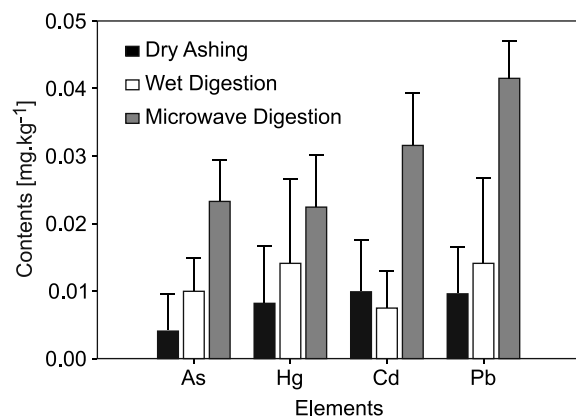 0.05
0.04
0.03
0.02
0.01
0.00
Contents [mg.kg⁻¹]
Dry Ashing
Wet Digestion
Microwave Digestion
As Hg Cd Pb
Elements